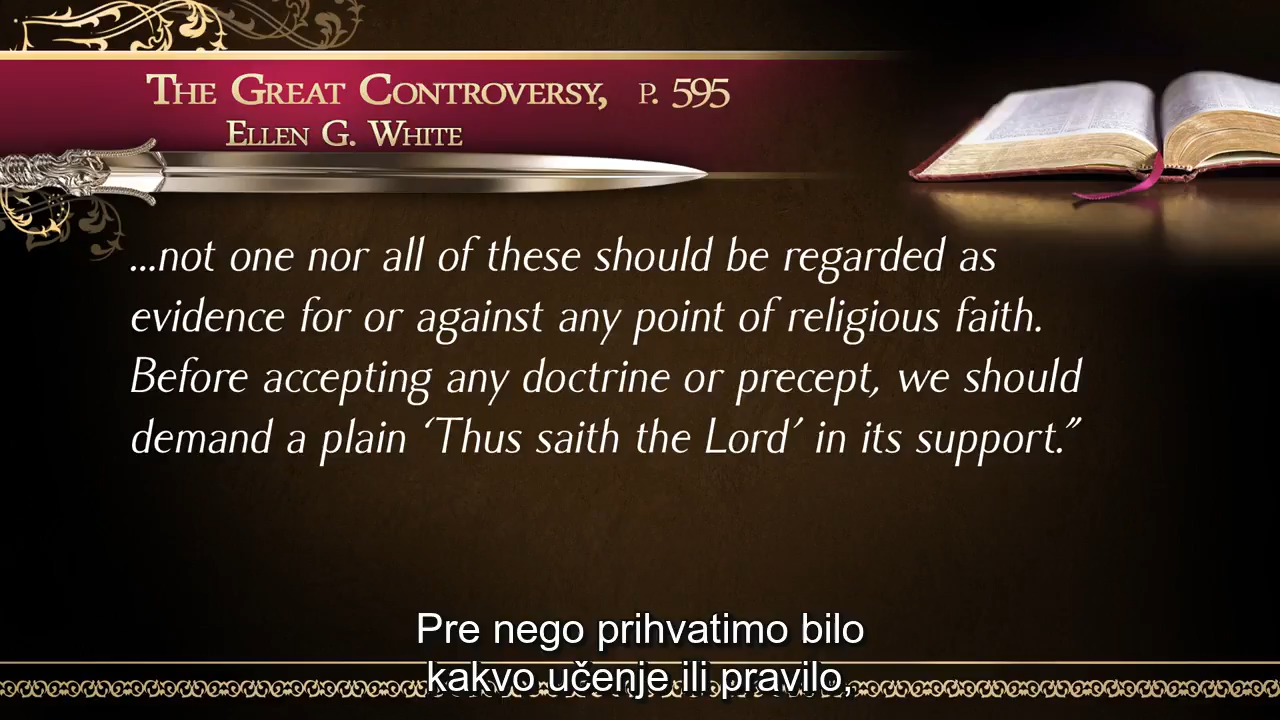 The Great Controversy, p. 595
Ellen G. White
...not one nor all of these should be regarded as
evidence for or against any point of religious faith.
Before accepting any doctrine or precept, we should
demand a plain ‘Thus saith the Lord’ in its support.”
Pre nego prihvatimo bilo
kakvo učenje ili pravilo,